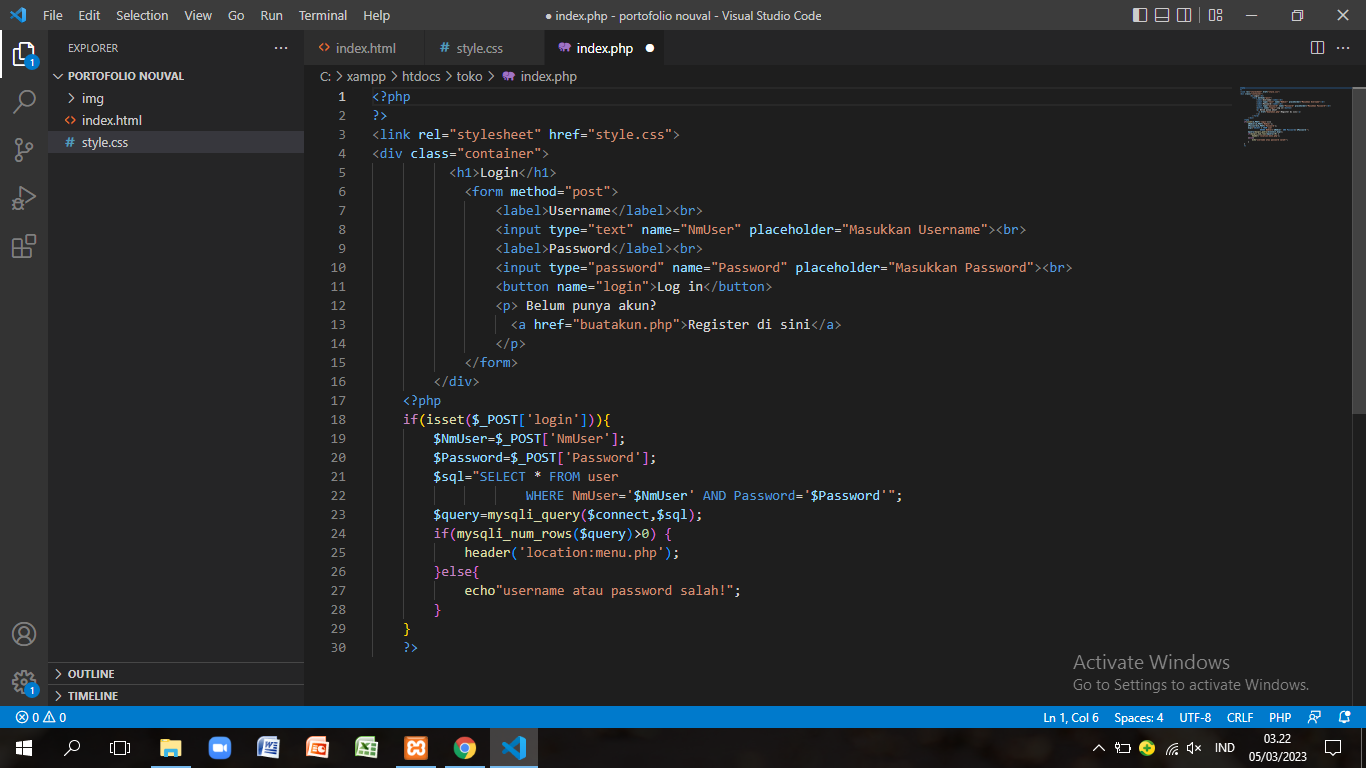 File Edit Selection View Go Run Terminal Help
● index.php - portofolio nouval - Visual Studio Code
EXPLORER
PORTOFOLIO NOUVAL
img
index.html
style.css
OUTLINE
TIMELINE
1
1
index.html style.css index.php
C: > xampp > htdocs > toko > index.php
1 <?php
2 ?>
3 <link rel="stylesheet" href="style.css">
4 <div class="container">
5 <h1>Login</h1>
6 <form method="post">
7 <label>Username</label><br>
8 <input type="text" name="NmUser" placeholder="Masukkan Username"><br>
9 <label>Password</label><br>
10 <input type="password" name="Password" placeholder="Masukkan Password"><br>
11 <button name="login">Log in</button>
12 <p> Belum punya akun?
13 <a href="buatakun.php">Register di sini</a>
14 </p>
15 </form>
16 </div>
17 <?php
18 if(isset($_POST['login'])){
19 $NmUser=$_POST['NmUser'];
20 $Password=$_POST['Password'];
21 $sql="SELECT * FROM user
22 WHERE NmUser='$NmUser' AND Password='$Password'";
23 $query=mysqli_query($connect,$sql);
24 if(mysqli_num_rows($query)>0) {
25 header('location:menu.php');
26 }else{
27 echo"username atau password salah!";
28 }
29 }
30 ?>
Activate Windows
Go to Settings to activate Windows.
0 0 Ln 1, Col 6 Spaces: 4 UTF-8 CRLF PHP
IND
03.22
05/03/2023